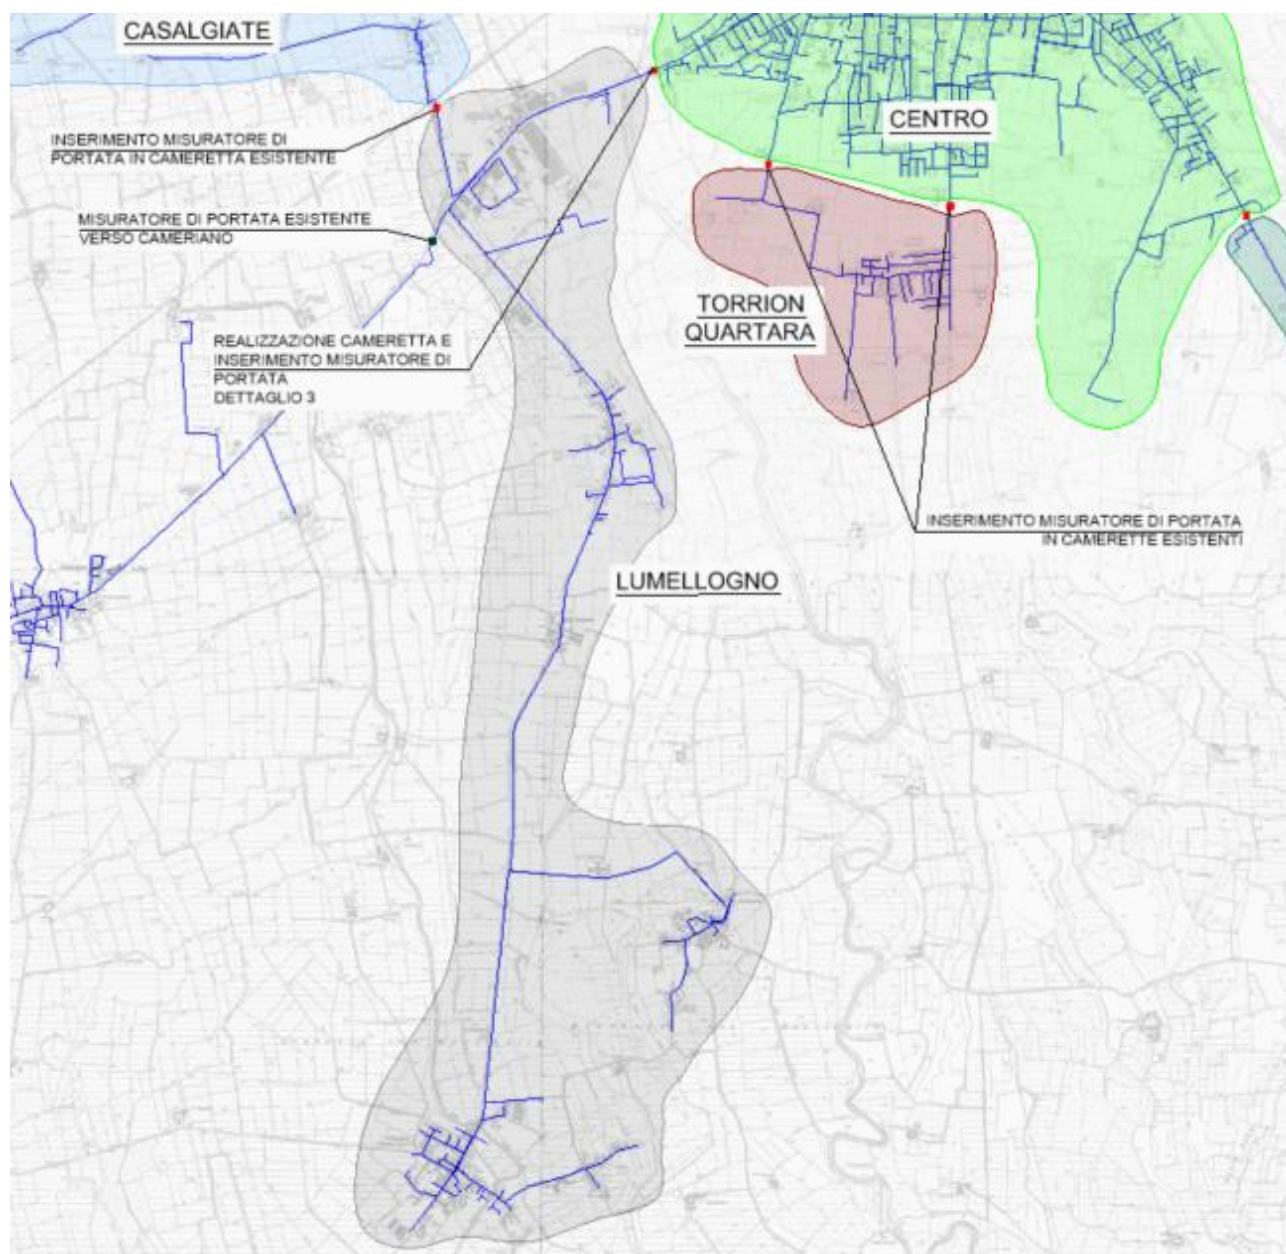 CASALGIATE
CENTRO
INSERIMENTO MISURATORE DI
PORTATA IN CAMERETTA ESISTENTE
MISURATORE DI PORTATA ESISTENTE
VERSO CAMERIANO
TORRION
QUARTARA
REALIZZAZIONE CAMERETTA E
INSERIMENTO MISURATORE DI
PORTATA
DETTAGLIO 3
INSERIMENTO MISURATORE DI PORTATA
IN CAMERETTE ESISTENTI
LUMELLOGNO